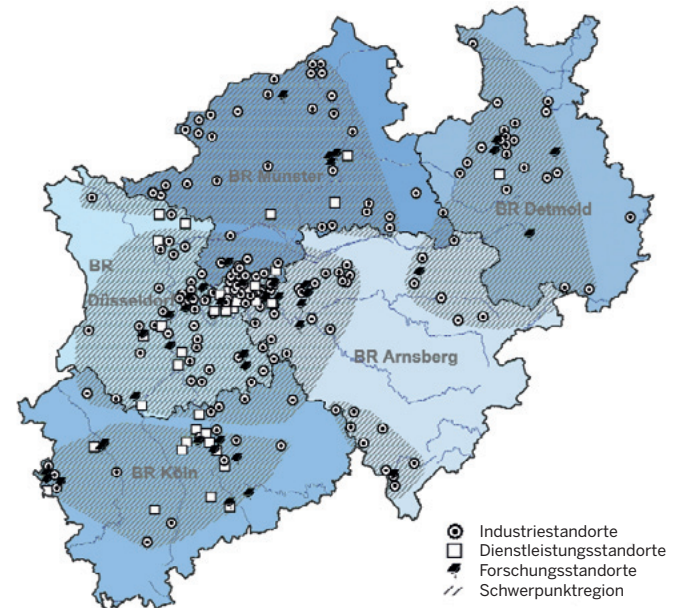 BR Münster
BR Detmold
BR
Düsseldorf
BR Arnsberg
BR Köln
Industriestandorte
Dienstleistungsstandorte
Forschungsstandorte
Schwerpunktregion